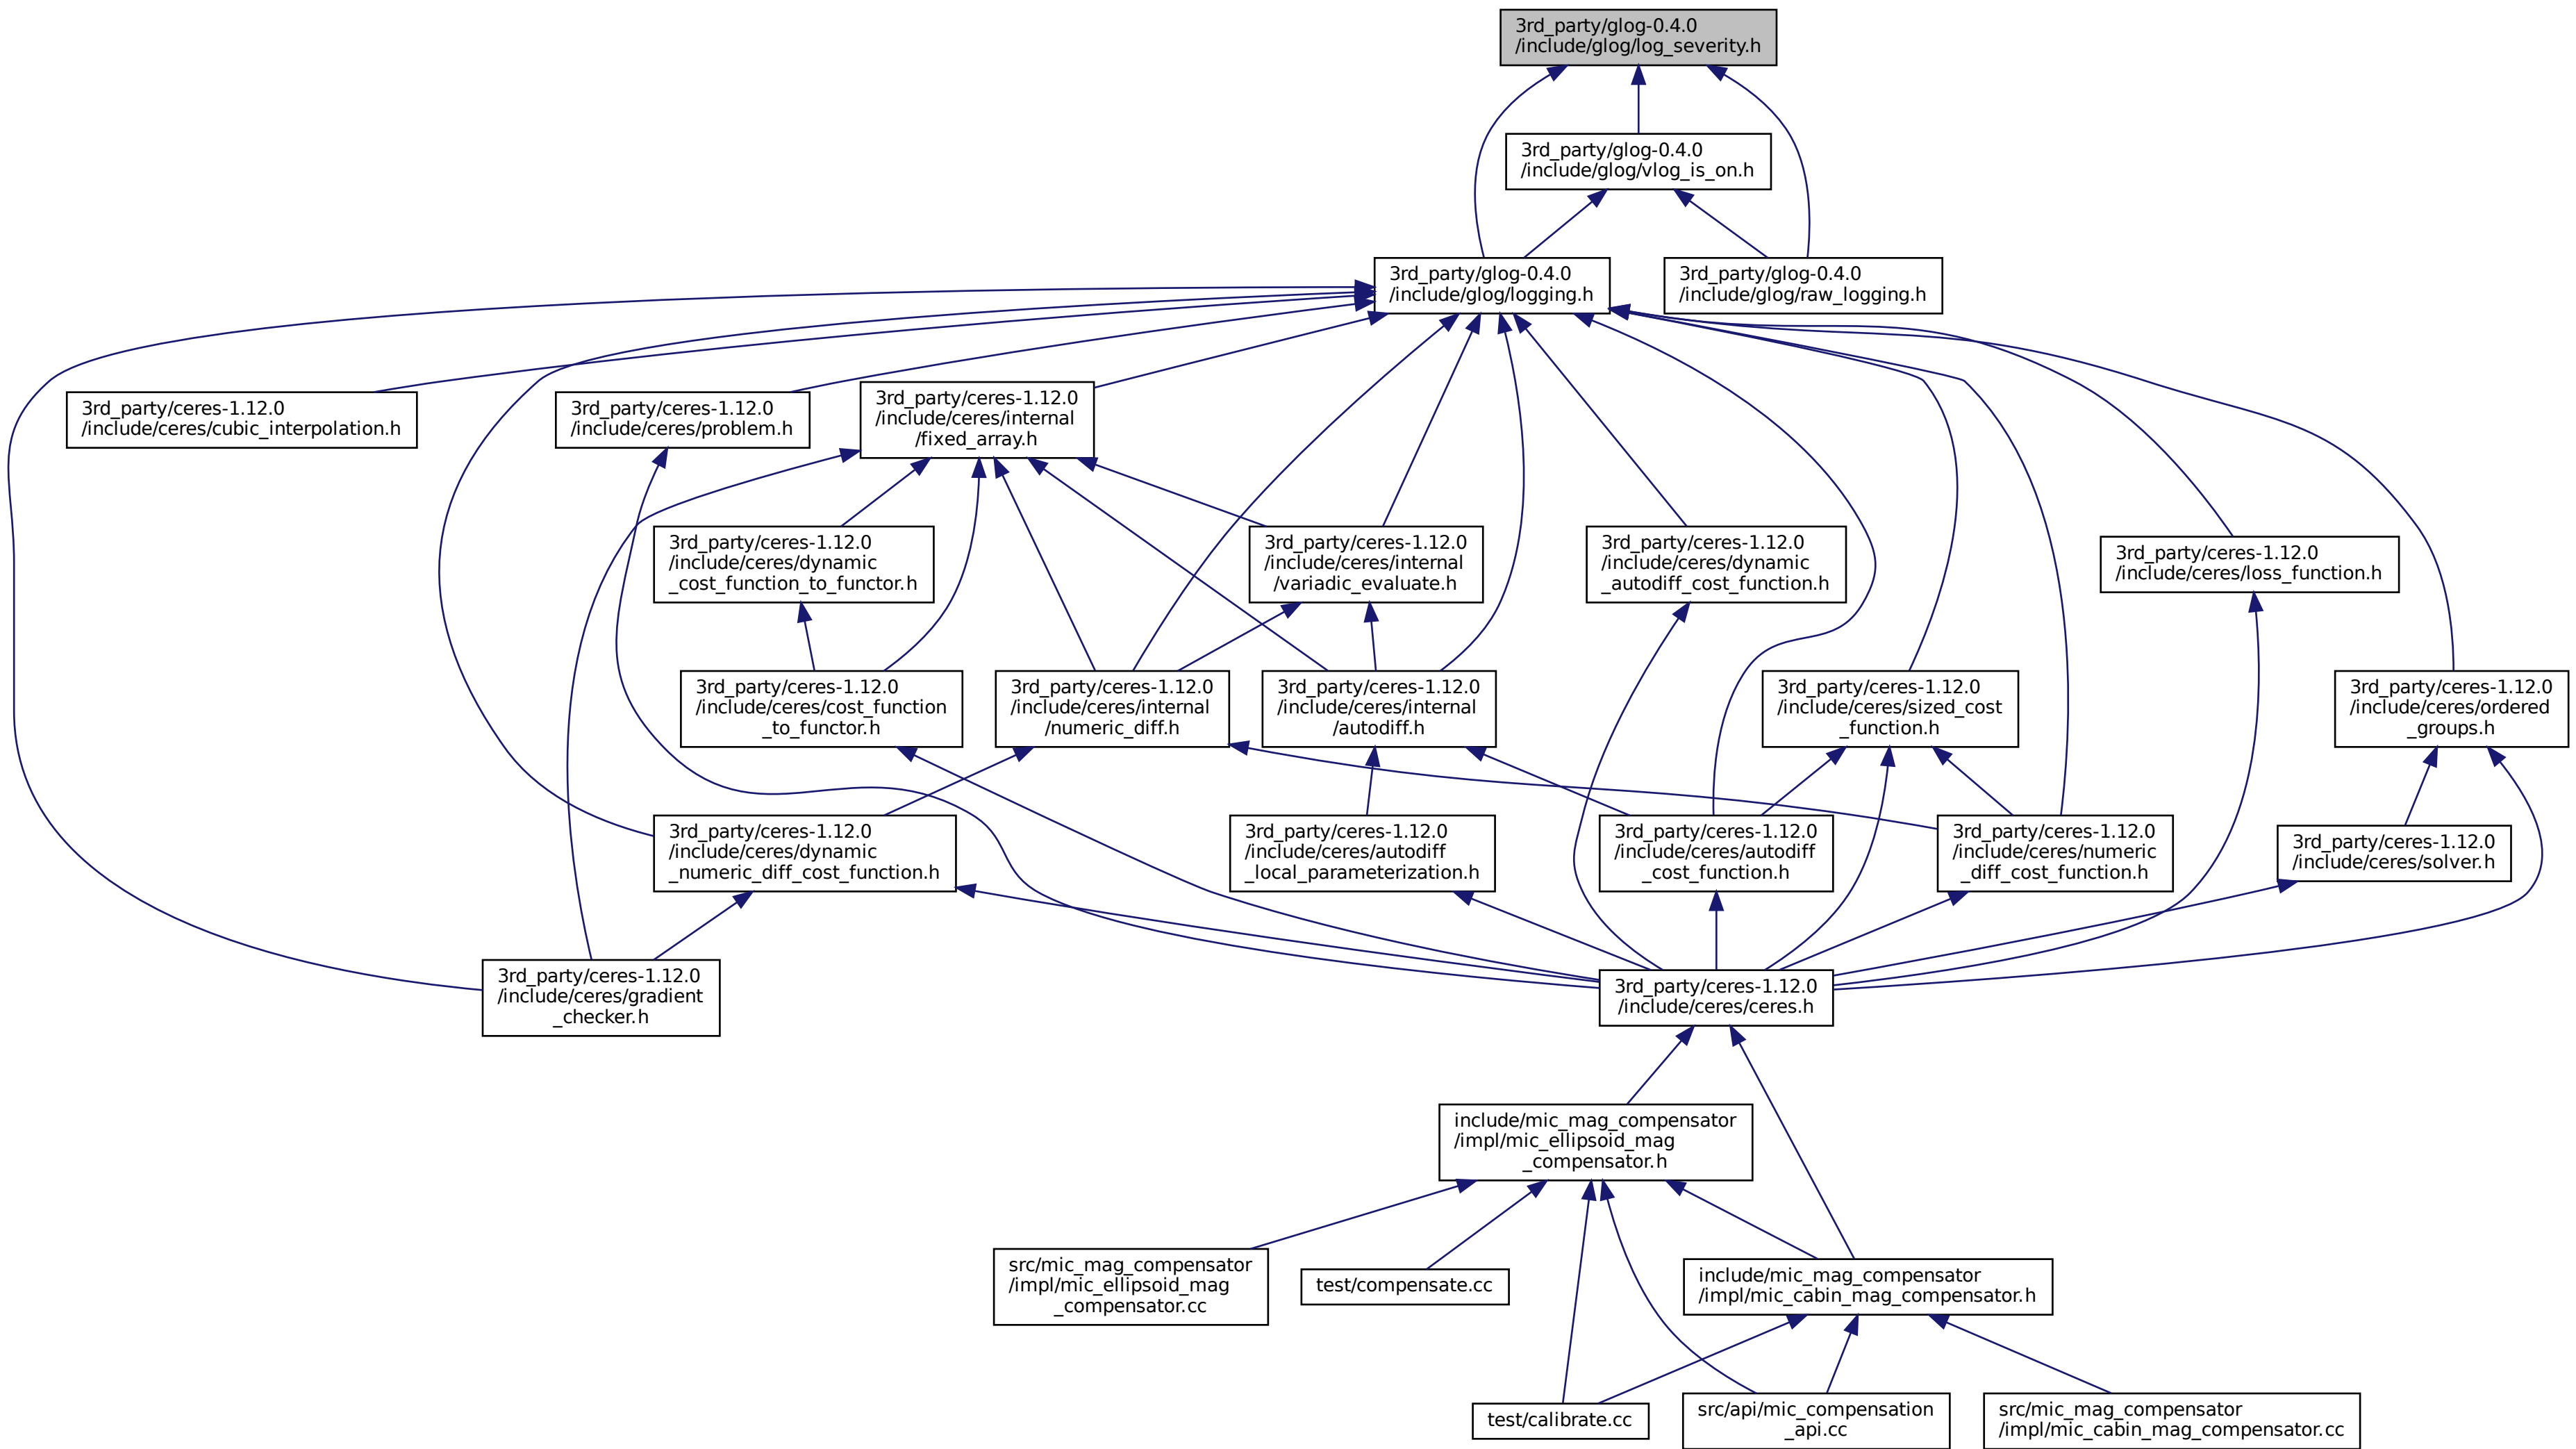 3rd_party/glog-0.4.0
/include/glog/log_severity.h
3rd_party/glog-0.4.0
/include/glog/vlog_is_on.h
3rd_party/glog-0.4.0
/include/glog/logging.h
3rd_party/glog-0.4.0
/include/glog/raw_logging.h
3rd_party/ceres-1.12.0
/include/ceres/cubic_interpolation.h
3rd_party/ceres-1.12.0
/include/ceres/problem.h
3rd_party/ceres-1.12.0
/include/ceres/internal
/fixed_array.h
3rd_party/ceres-1.12.0
/include/ceres/dynamic
_cost_function_to_functor.h
3rd_party/ceres-1.12.0
/include/ceres/internal
/variadic_evaluate.h
3rd_party/ceres-1.12.0
/include/ceres/dynamic
_autodiff_cost_function.h
3rd_party/ceres-1.12.0
/include/ceres/loss_function.h
3rd_party/ceres-1.12.0
/include/ceres/cost_function
_to_functor.h
3rd_party/ceres-1.12.0
/include/ceres/internal
/numeric_diff.h
3rd_party/ceres-1.12.0
/include/ceres/internal
/autodiff.h
3rd_party/ceres-1.12.0
/include/ceres/sized_cost
_function.h
3rd_party/ceres-1.12.0
/include/ceres/ordered
_groups.h
3rd_party/ceres-1.12.0
/include/ceres/dynamic
_numeric_diff_cost_function.h
3rd_party/ceres-1.12.0
/include/ceres/autodiff
_local_parameterization.h
3rd_party/ceres-1.12.0
/include/ceres/autodiff
_cost_function.h
3rd_party/ceres-1.12.0
/include/ceres/numeric
_diff_cost_function.h
3rd_party/ceres-1.12.0
/include/ceres/solver.h
3rd_party/ceres-1.12.0
/include/ceres/gradient
_checker.h
3rd_party/ceres-1.12.0
/include/ceres/ceres.h
include/mic_mag_compensator
/impl/mic_ellipsoid_mag
_compensator.h
src/mic_mag_compensator
/impl/mic_ellipsoid_mag
_compensator.cc
test/compensate.cc
include/mic_mag_compensator
/impl/mic_cabin_mag_compensator.h
test/calibrate.cc
src/api/mic_compensation
_api.cc
src/mic_mag_compensator
/impl/mic_cabin_mag_compensator.cc